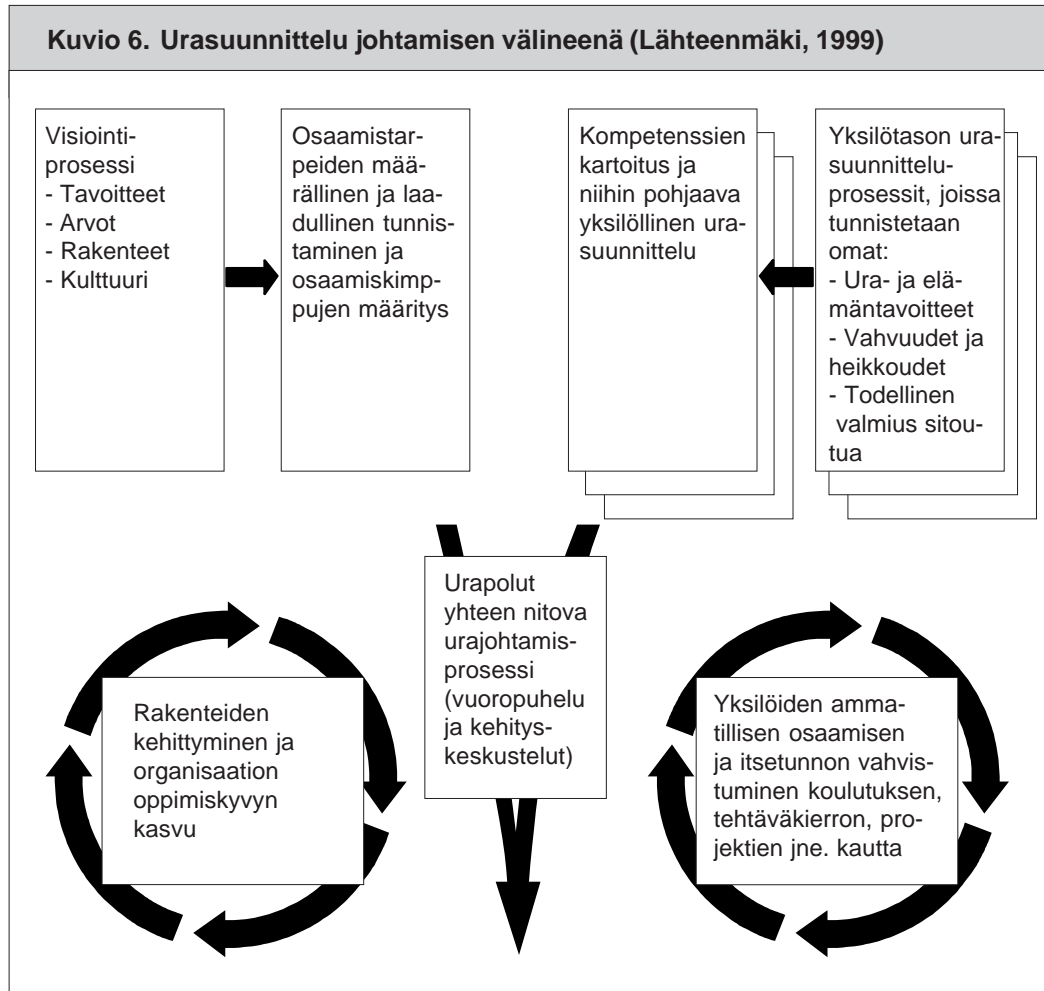 Kuvio 6. Urasuunnittelu johtamisen välineenä (Lähteenmäki, 1999)
Visiointi-
prosessi
- Tavoitteet
- Arvot
- Rakenteet
- Kulttuuri
Osaamistar-
peiden mää-
rällinen ja laa-
dullinen tunnis-
taminen ja
osaamiskimp-
pujen määritys
Kompetenssien
kartoitus ja
niihin pohjaava
yksilöllinen ura-
suunnittelu
Yksilötason ura-
suunnittelu-
prosessit, joissa
tunnistetaan
omat:
- Ura- ja elä-
mäntavoitteet
- Vahvuudet ja
heikkoudet
- Todellinen
valmius sitou-
tua
Urapolut
yhteen nitova
urajohtamis-
prosessi
(vuoropuhelu
ja kehitys-
keskustelut)
Rakenteiden
kehittyminen ja
organisaation
oppimiskyvyn
kasvu
Yksilöiden amma-
tillisen osaamisen
ja itsetunnon vahvis-
tuminen koulutuksen,
tehtäväkierron, pro-
jektien jne. kautta